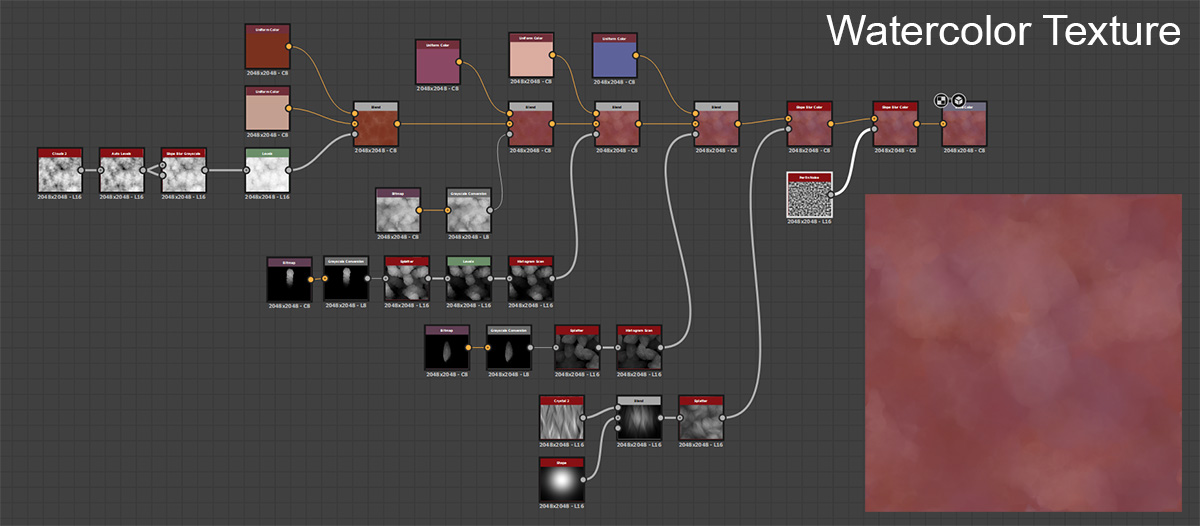 Watercolor Texture
Uniform Color
2048x2048 - C8
Uniform Color
2048x2048 - C8
Uniform Color
2048x2048 - C8
Uniform Color
2048x2048 - C8
Uniform Color
2048x2048 - C8
Blend
2048x2048 - C8
Blend
2048x2048 - C8
Blend
2048x2048 - C8
Blend
2048x2048 - C8
Slope Blur Color
2048x2048 - C8
Slope Blur Color
2048x2048 - C8
Color
2048x2048 - C8
Clouds 2
2048x2048 - L16
Auto Levels
2048x2048 - L16
Slope Blur Grayscale
2048x2048 - L16
Levels
2048x2048 - L16
2048x2048 - L16
Bitmap
2048x2048 - C8
Grayscale Conversion
2048x2048 - L8
Bitmap
2048x2048 - C8
Grayscale Conversion
2048x2048 - L8
Splatter
2048x2048 - L16
Levels
2048x2048 - L16
Histogram Scan
2048x2048 - L16
Bitmap
2048x2048 - C8
Grayscale Conversion
2048x2048 - L8
Splatter
2048x2048 - L16
Histogram Scan
2048x2048 - L16
Crystal 2
2048x2048 - L16
Blend
2048x2048 - L16
Splatter
2048x2048 - L16
Shape
2048x2048 - L16